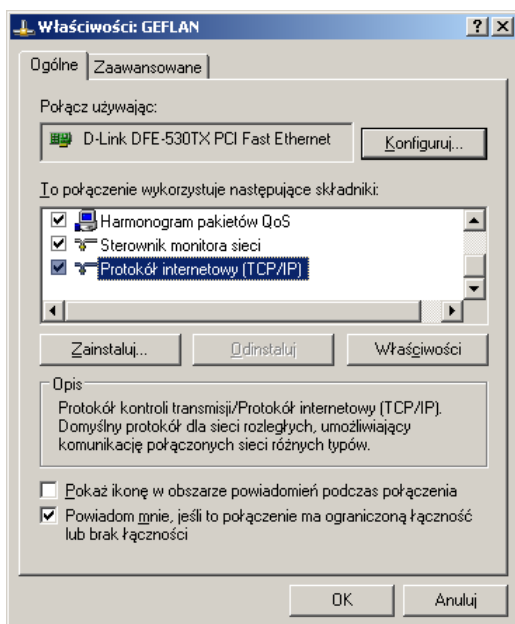 Właściwości: GEFLAN
Ogólne Zaawansowane
Połącz używając:
D-Link DFE-530TX PCI Fast Ethernet Konfiguruj...
To połączenie wykorzystuje następujące składniki:
Harmonogram pakietów QoS
Sterownik monitora sieci
Protokół internetowy (TCP/IP)
Zainstaluj... Odinstaluj Właściwości
Opis
Protokół kontroli transmisji/Protokół internetowy (TCP/IP).
Domyślny protokół dla sieci rozległych, umożliwiający
komunikację połączonych sieci różnych typów.
Pokaż ikonę w obszarze powiadomień podczas połączenia
Powiadom mnie, jeśli to połączenie ma ograniczoną łączność
lub brak łączności
OK Anuluj